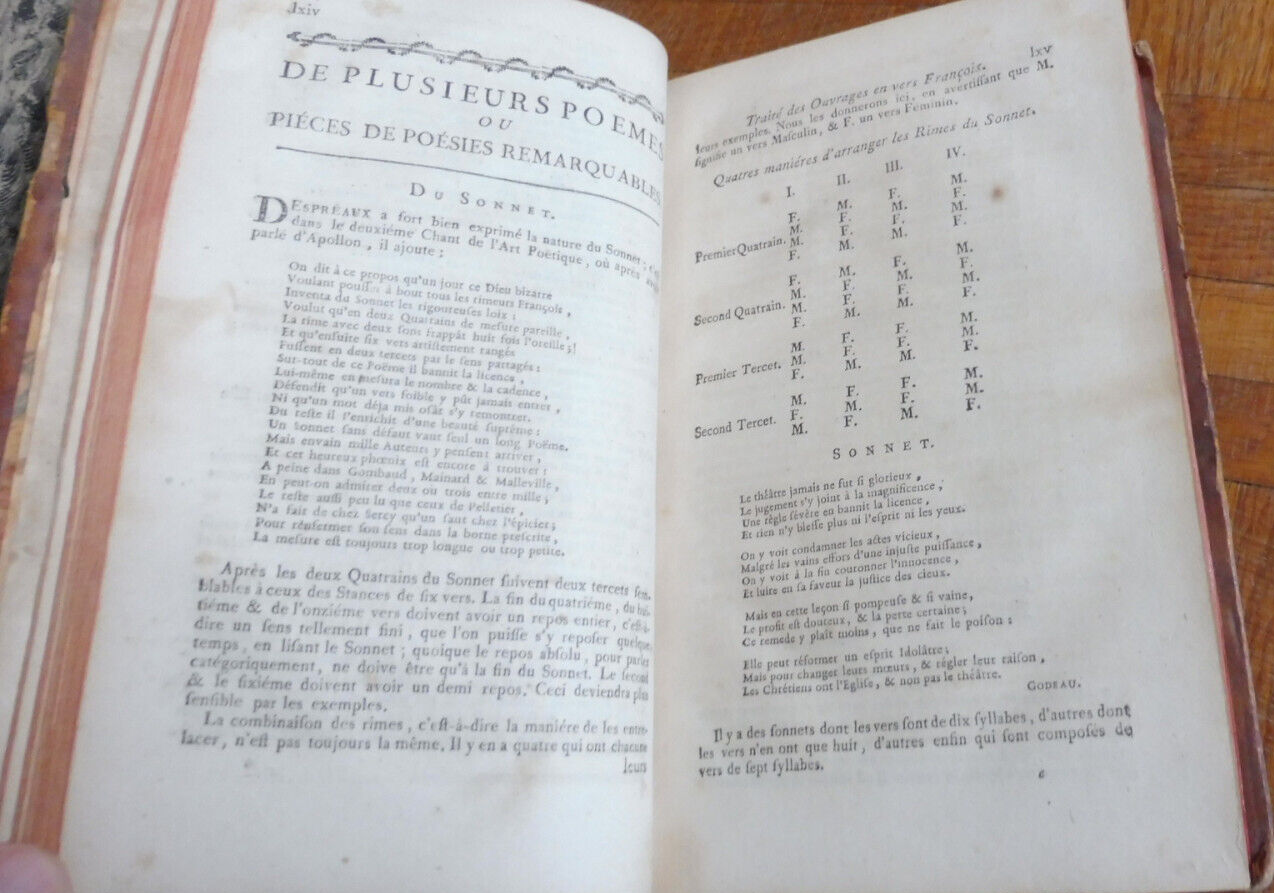 lxiv
DE PLUSIEURS POEMES
OU
PIÉCES DE POÉSIES REMARQUABLES
DU SONNET.
DESPRÉAUX a fort bien exprimé la nature du Sonnet;
dans le deuxiéme Chant de l'Art Poëtique, où après avoir
parlé d'Apollon, il ajoute:
On dit à ce propos qu'un jour ce Dieu bizarre
Voulant pousser à bout tous les rimeurs François,
Inventa du Sonnet les rigoureuses loix:
Voulut qu'en deux Quatrains de mesure pareille,
La rime avec deux sons frappât huit fois l'oreille;
Et qu'ensuite six vers artistement rangés
Fussent en deux tercets par le sens partagés:
Sur-tout de ce Poëme il bannit la licence,
Lui-même en mesura le nombre & la cadence,
Défendit qu'un vers foible y pût jamais entrer,
Ni qu'un mot déja mis osât s'y remontrer.
Du reste il l'enrichit d'une beauté suprême:
Un Sonnet sans défaut vaut seul un long Poëme.
Mais envain mille Auteurs y pensent arriver,
Et cet heureux phœnix est encore à trouver:
A peine dans Gombaud, Mainard & Malleville,
En peut-on admirer deux ou trois entre mille;
Le reste aussi peu lu que ceux de Pelletier,
N'a fait de chez Sercy qu'un saut chez l'épicier;
Pour renfermer son sens dans la borne prescrite,
La mesure est toujours trop longue ou trop petite.
Après les deux Quatrains du Sonnet suivent deux tercets sem-
blables à ceux des Stances de six vers. La fin du quatriéme, du hui-
tiéme & de l'onziéme vers doivent avoir un repos entier, c'est-à-
dire un sens tellement fini, que l'on puisse s'y reposer quelque
temps, en lisant le Sonnet; quoique le repos absolu, pour parler
catégoriquement, ne doive être qu'à la fin du Sonnet. Le second
& le sixiéme doivent avoir un demi repos. Ceci deviendra plus
sensible par les exemples.
La combinaison des rimes, c'est-à-dire la maniére de les entre-
lacer, n'est pas toujours la même. Il y en a quatre qui ont chacune
leurs
Traité des Ouvrages en vers François. lxv
leurs exemples. Nous les donnerons ici, en avertissant que M.
signifie un vers Masculin, & F. un vers Féminin.
Quatres maniéres d'arranger les Rimes du Sonnet.
I. II. III. IV.
F. M. F. M.
M. F. M. F.
Premier Quatrain. M. F. F. M.
F. M. M. F.
F. M. F. M.
M. F. M. F.
Second Quatrain. M. F. F. F.
F. M. M. F.
M. F. F. M.
Premier Tercet. M. F. F. M.
F. M. M. F.
M. F. F. M.
Second Tercet. F. M. F. M.
M. F. M. F.
SONNET.
Le théâtre jamais ne fut si glorieux,
Le jugement s'y joint à la magnificence,
Une règle sévère en bannit la licence,
Et rien n'y blesse plus ni l'esprit ni les yeux.
On y voit condamner les actes vicieux,
Malgré les vains efforts d'une injuste puissance,
On y voit à la fin couronner l'innocence,
Et luire en sa faveur la justice des cieux.
Mais en cette leçon si pompeuse & si vaine,
Le profit est douteux, & la perte certaine;
Ce remede y plaît moins, que ne fait le poison:
Elle peut réformer un esprit Idolâtre;
Mais pour changer leurs mœurs, & régler leur raison,
Les Chrétiens ont l'Eglise, & non pas le théâtre.
GODEAU.
Il y a des sonnets dont les vers sont de dix syllabes, d'autres dont
les vers n'en ont que huit, d'autres enfin qui sont composés de
vers de sept syllabes.
e